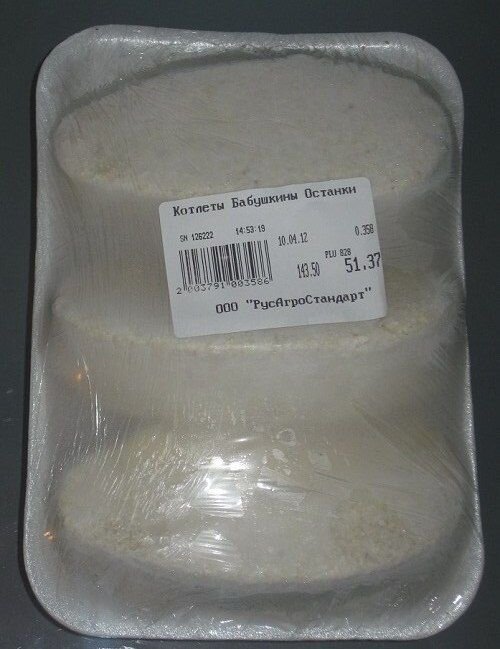 Котлеты Бабушкины Останки
SN 126222 14:53:19 10.04.12 0.358
143.50 PLU 828 51.37
2 003791 003586
ООО "РусАгроСтандарт"